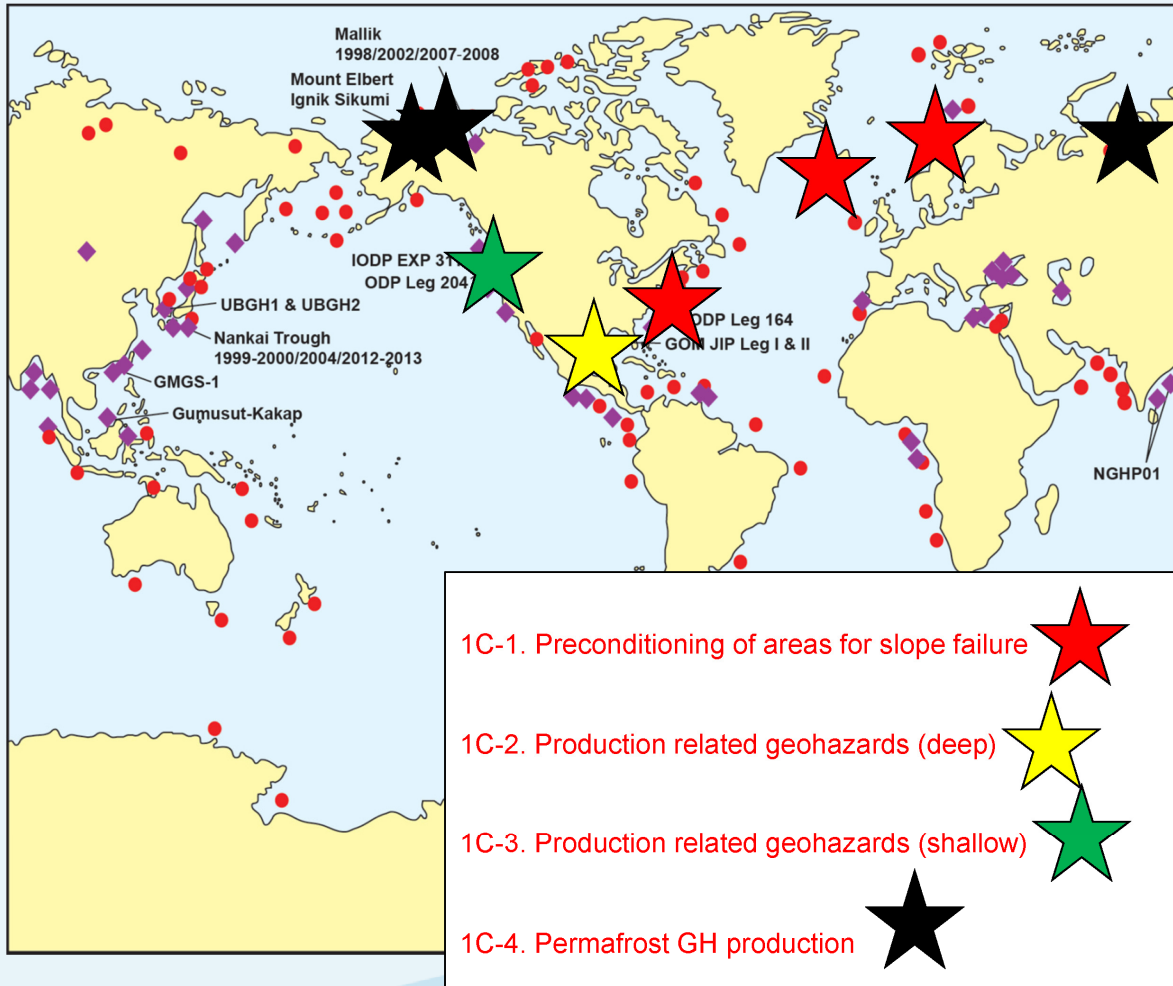 Mallik
1998/2002/2007-2008
Mount Elbert
Ignik Sikumi
IODP EXP 311
ODP Leg 204
UBGH1 & UBGH2
Nankai Trough
1999-2000/2004/2012-2013
GMGS-1
Gumusut-Kakap
ODP Leg 164
GOM JIP Leg I & II
NGHP01
1C-1. Preconditioning of areas for slope failure
1C-2. Production related geohazards (deep)
1C-3. Production related geohazards (shallow)
1C-4. Permafrost GH production